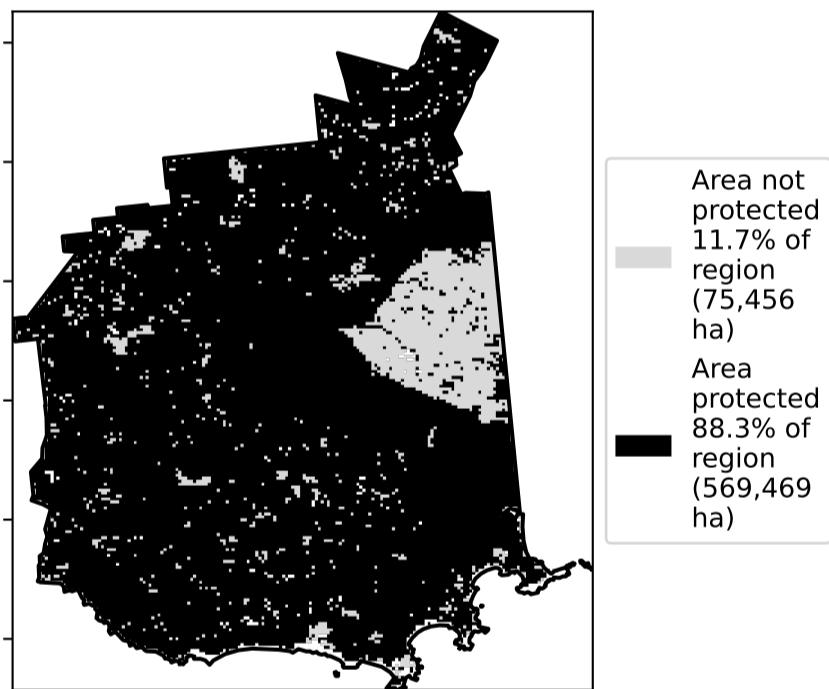 Area not
protected
11.7% of
region
(75,456
ha)
Area
protected
88.3% of
region
(569,469
ha)